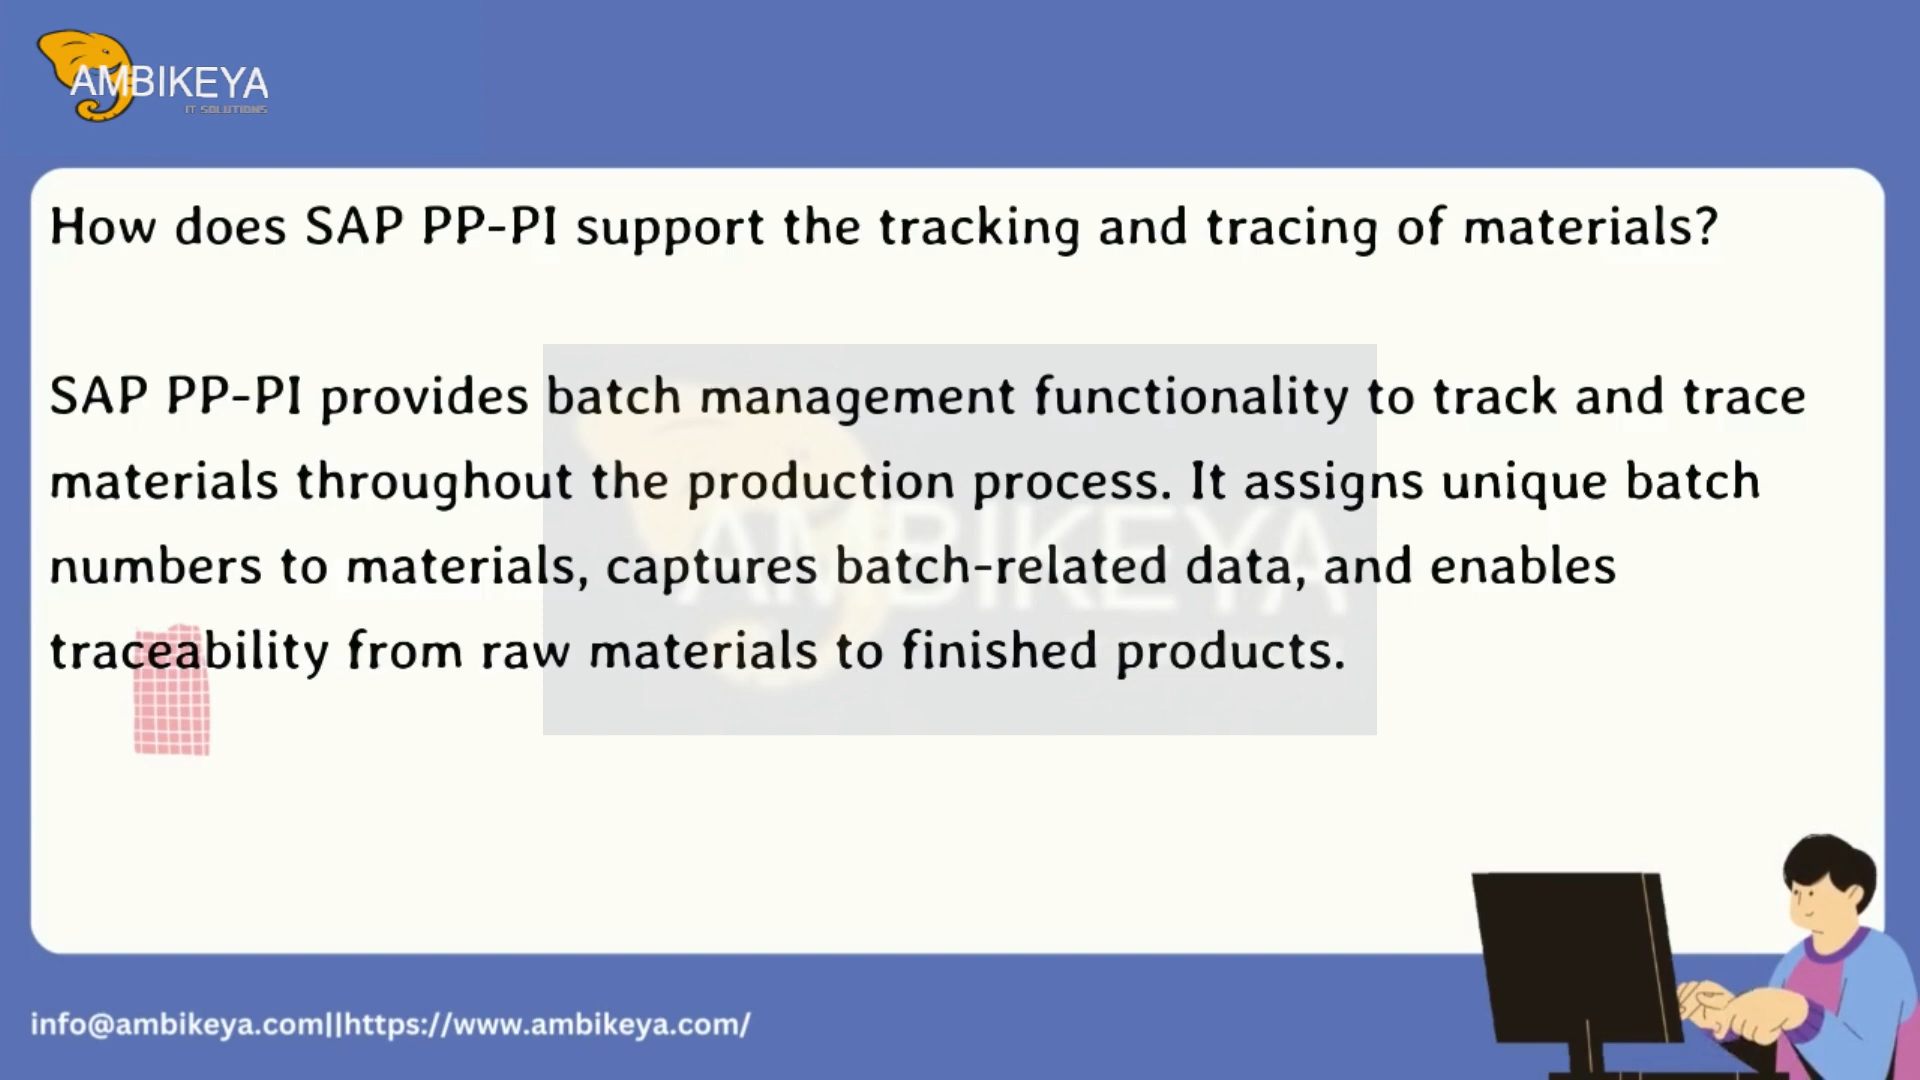 AMBIKEYA
IT SOLUTIONS
How does SAP PP-PI support the tracking and tracing of materials?
SAP PP-PI provides batch management functionality to track and trace
materials throughout the production process. It assigns unique batch
numbers to materials, captures batch-related data, and enables
traceability from raw materials to finished products.
AMBIKEYA
info@ambikeya.com||https://www.ambikeya.com/